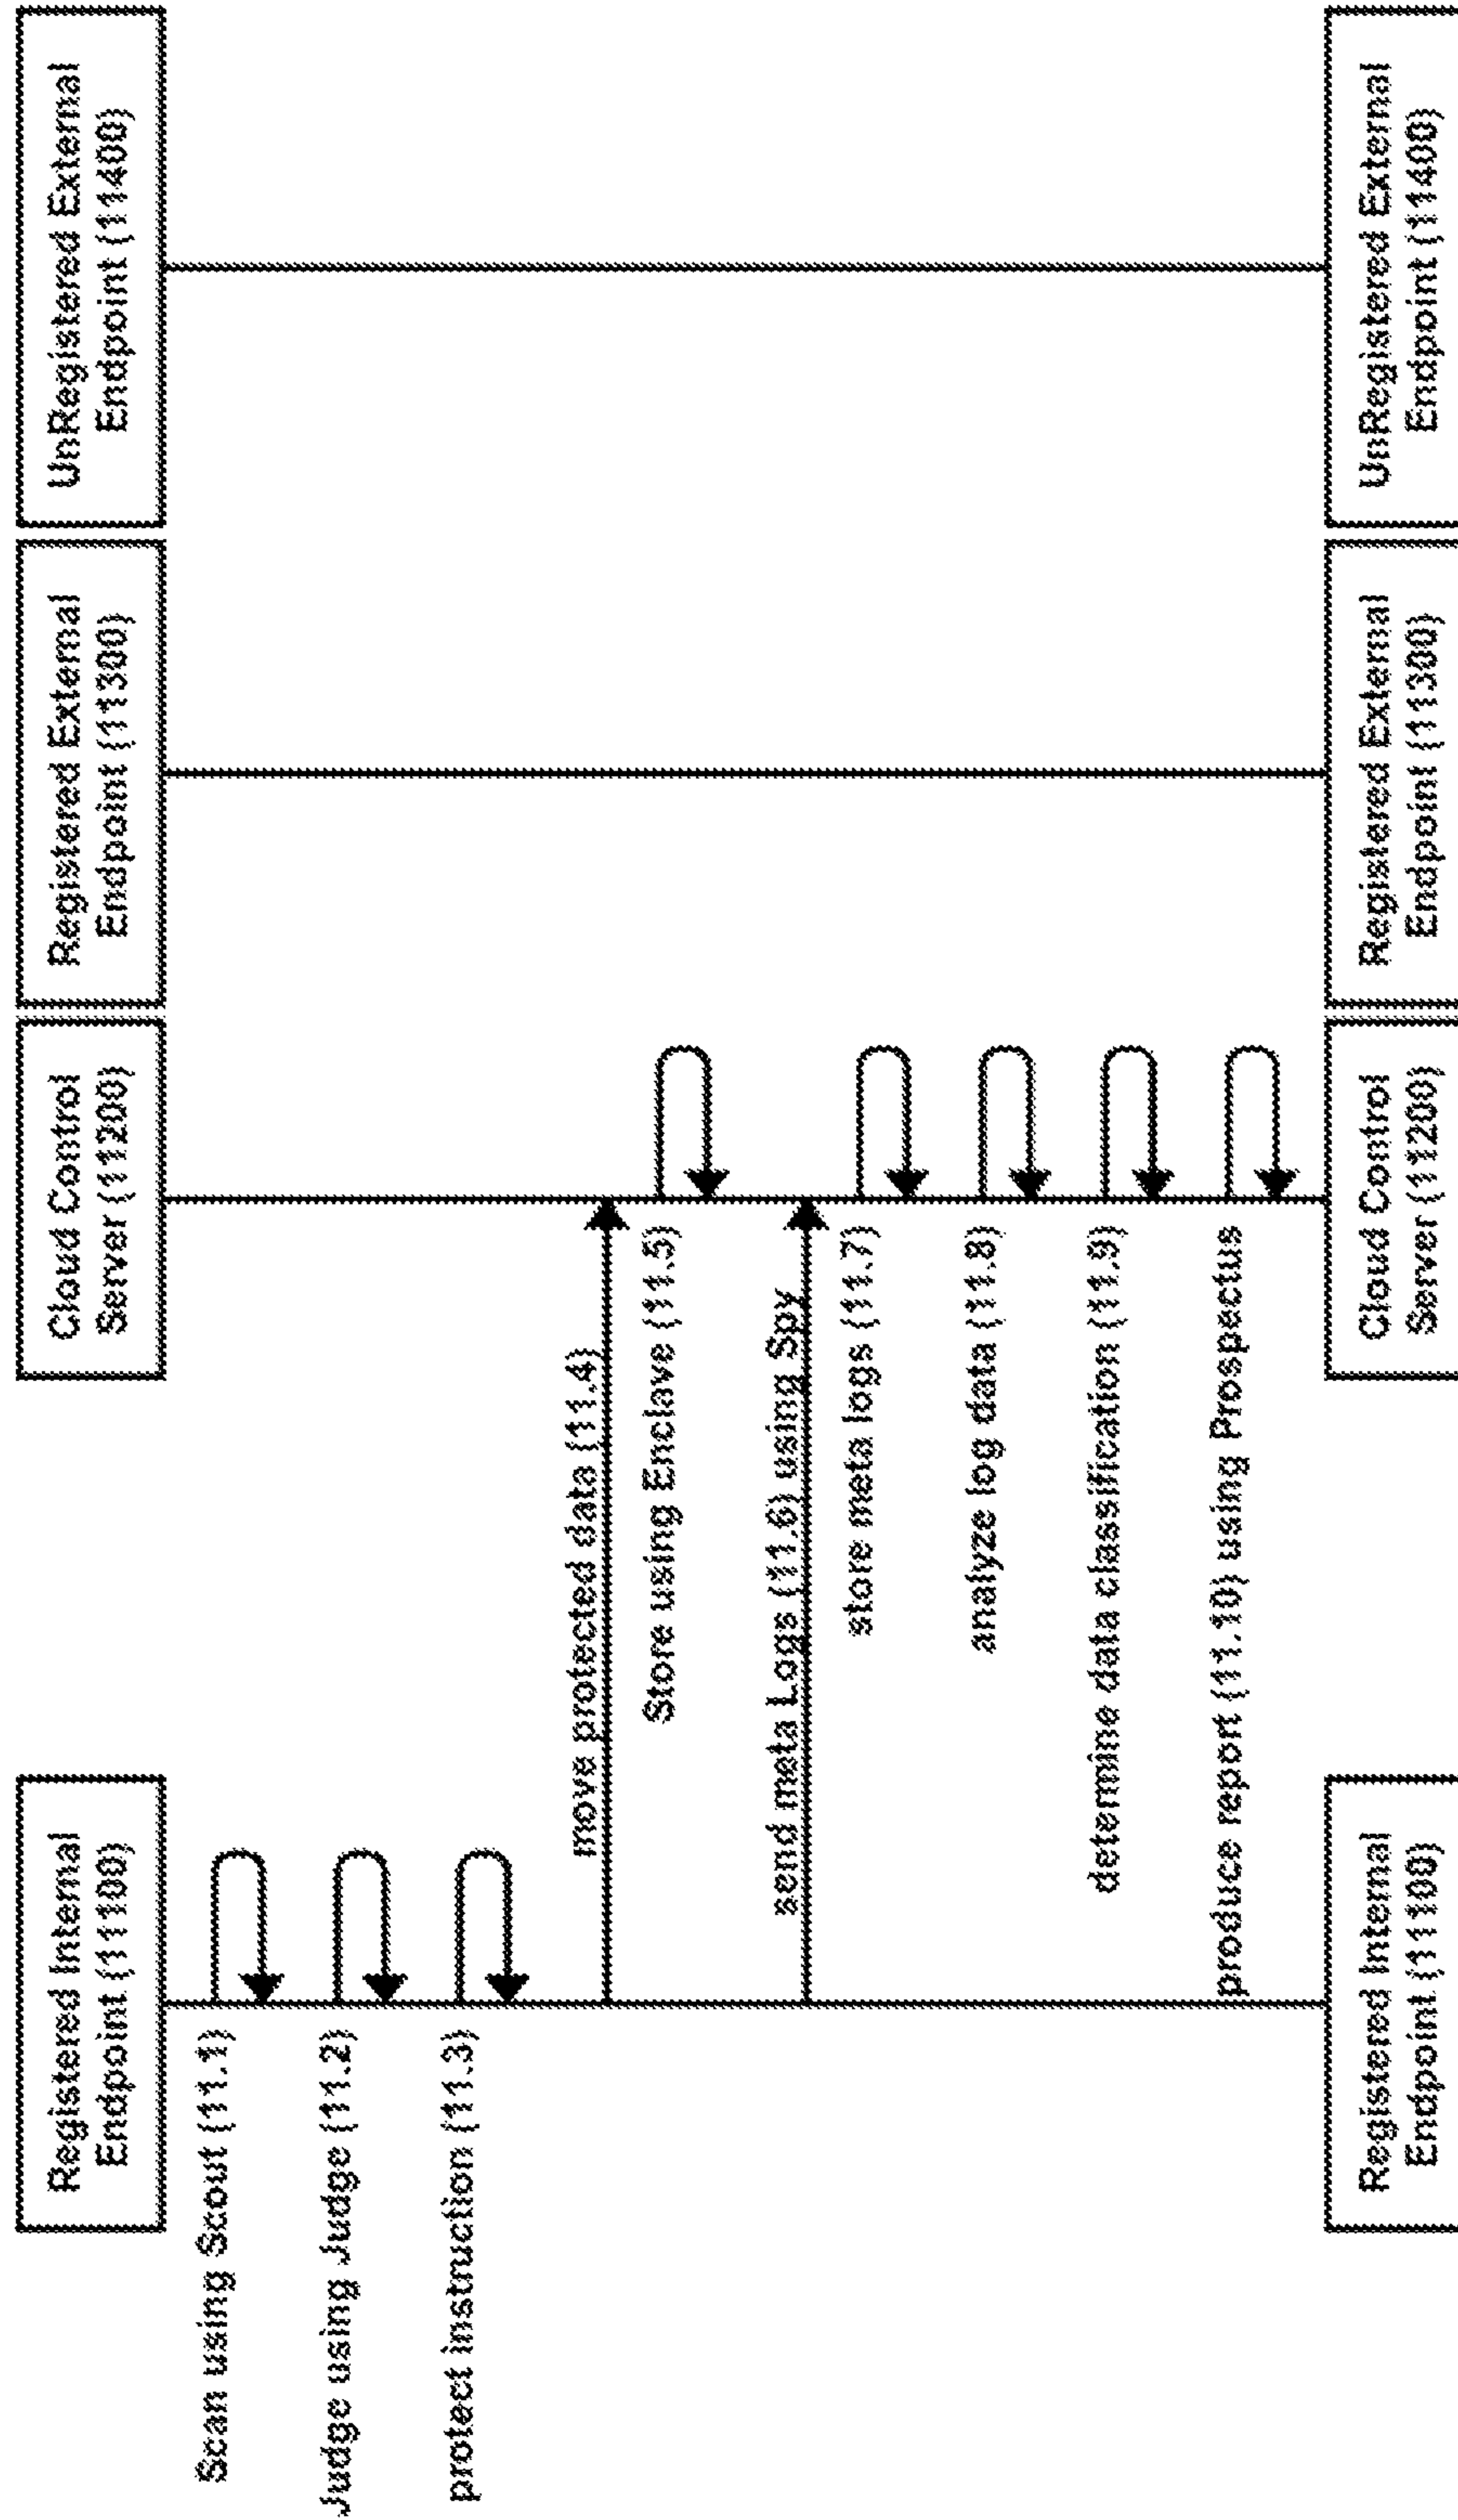 Registered Internal
Endpoint (11100)
Cloud Control
Server (11200)
Registered External
Endpoint (11300)
UnRegistered External
Endpoint (11400)
Scan using Scout (11.1)
Judge using Judge (11.2)
protect instruction (11.3)
move protected data (11.4)
Store using Enclave (11.5)
send meta Logs (11.6) using Spy
store meta logs (11.7)
analyze log data (11.8)
determine data classification (11.9)
produce report (11.10) using Prospectus
Registered Internal
Endpoint (11100)
Cloud Control
Server (11200)
Registered External
Endpoint (11300)
UnRegistered External
Endpoint (11400)